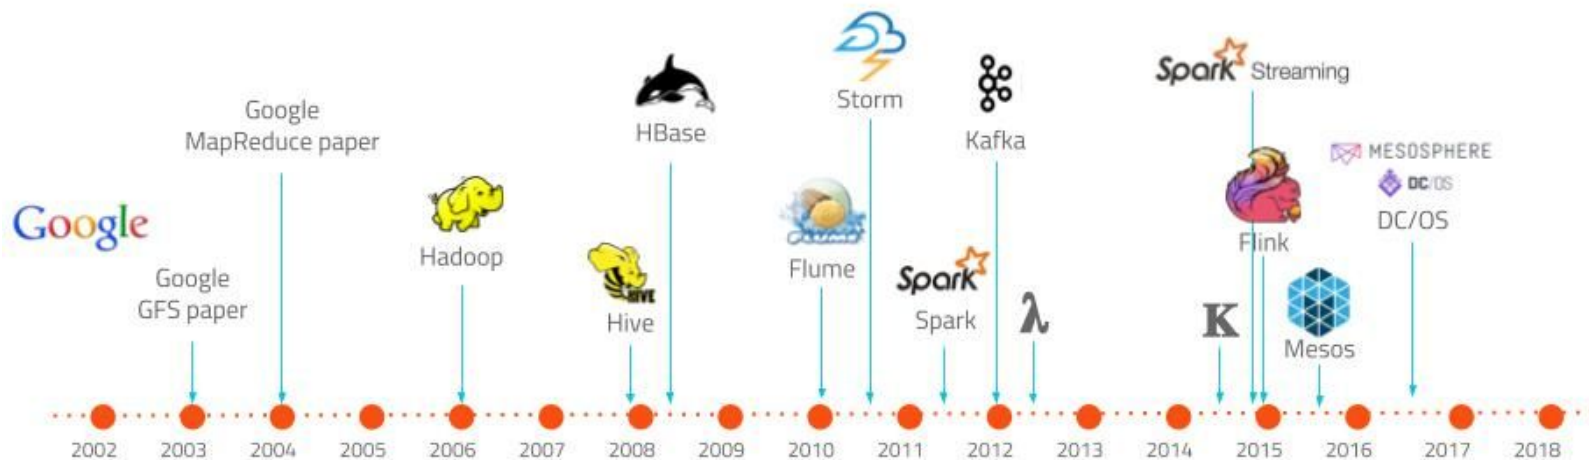 Google
Google
GFS paper
Google
MapReduce paper
Hadoop
HIVE
Hive
HBase
flume
Flume
Storm
Spark
Spark
Kafka
λ
K
Spark Streaming
Flink
Mesos
MESOSPHERE
DC/OS
DC/OS
2002 2003 2004 2005 2006 2007 2008 2009 2010 2011 2012 2013 2014 2015 2016 2017 2018